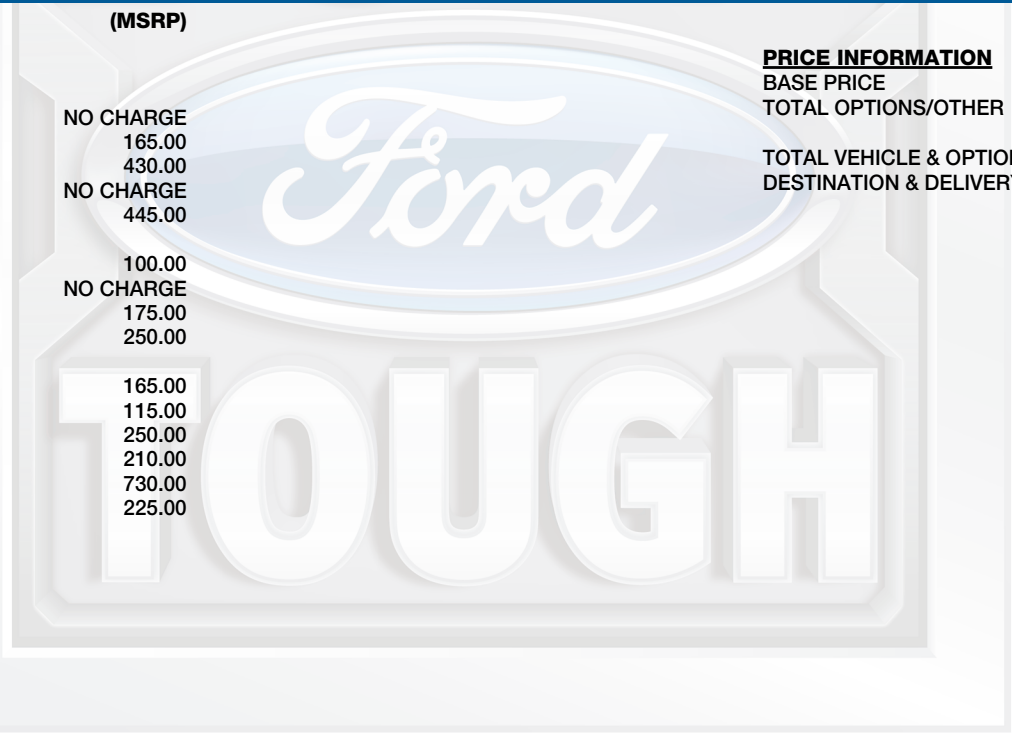 (MSRP)
NO CHARGE
165.00
430.00
NO CHARGE
445.00
100.00
NO CHARGE
175.00
250.00
165.00
115.00
250.00
210.00
730.00
225.00
PRICE INFORMATION
BASE PRICE
TOTAL OPTIONS/OTHER
TOTAL VEHICLE & OPTION
DESTINATION & DELIVERY
Ford
TOUGH